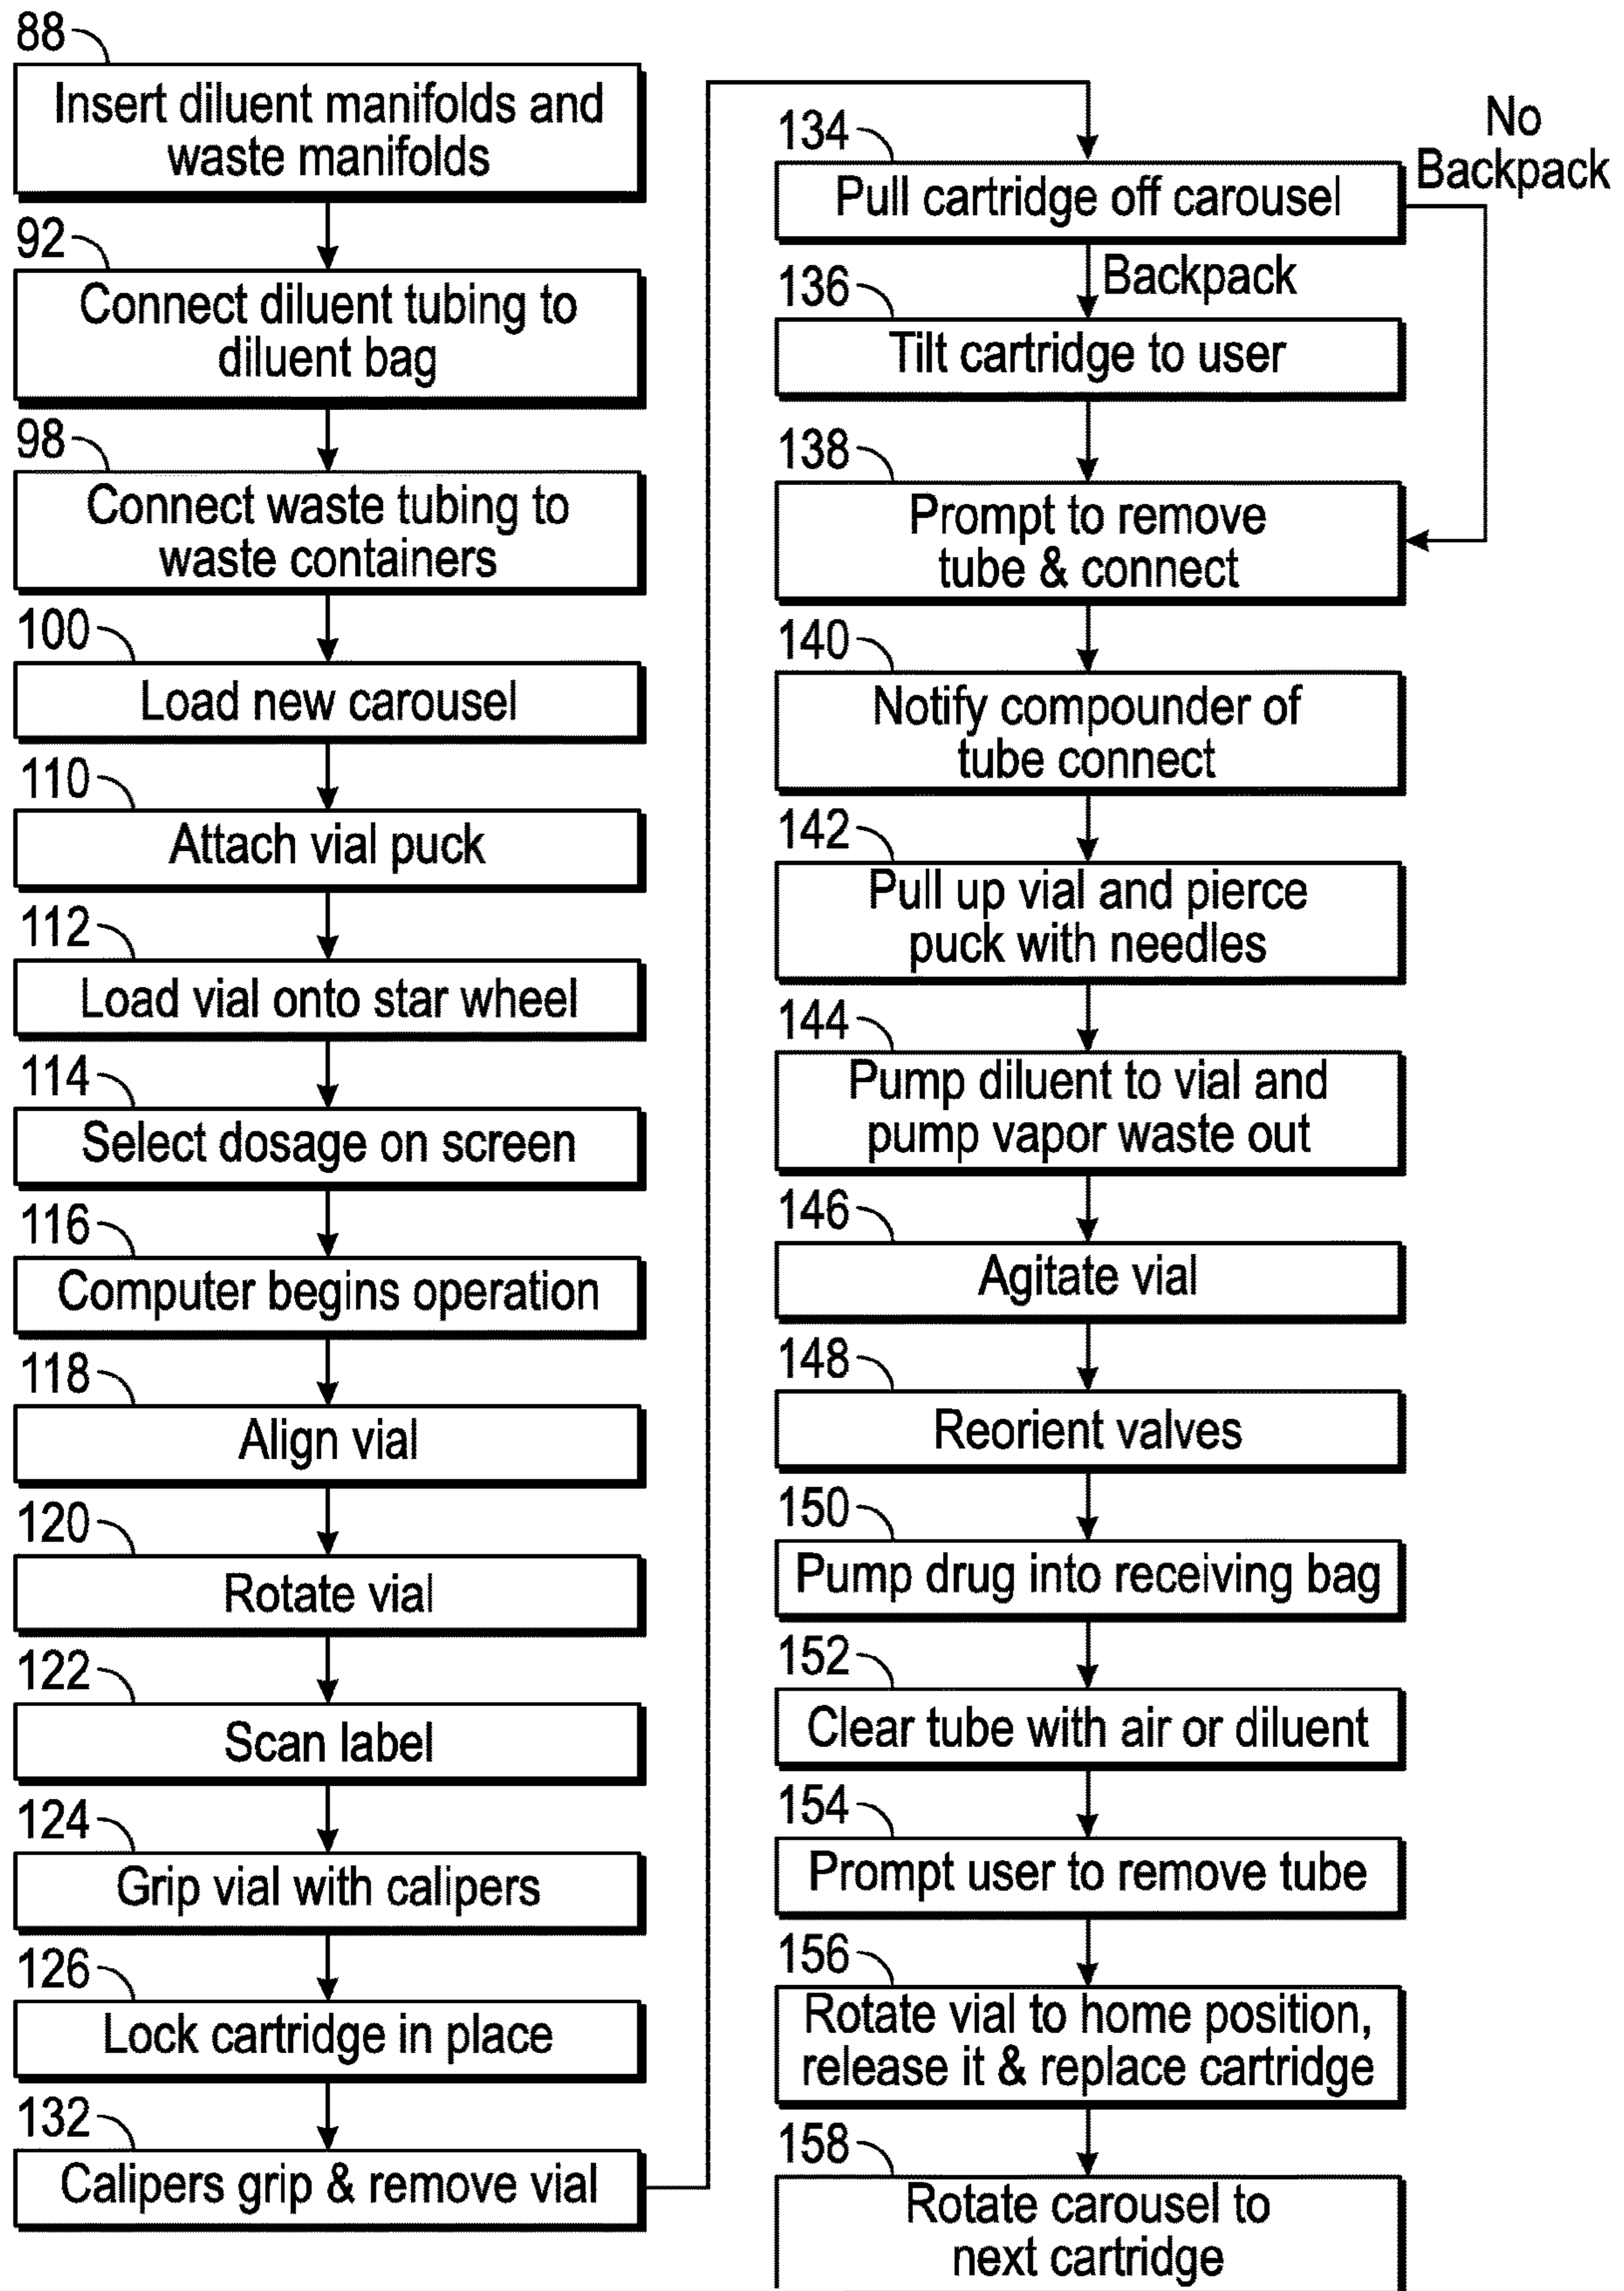 88
Insert diluent manifolds and
waste manifolds
92
Connect diluent tubing to
diluent bag
98
Connect waste tubing to
waste containers
100
Load new carousel
110
Attach vial puck
112
Load vial onto star wheel
114
Select dosage on screen
116
Computer begins operation
118
Align vial
120
Rotate vial
122
Scan label
124
Grip vial with calipers
126
Lock cartridge in place
132
Calipers grip & remove vial
134
Pull cartridge off carousel
No
Backpack
Backpack
136
Tilt cartridge to user
138
Prompt to remove
tube & connect
140
Notify compounder of
tube connect
142
Pull up vial and pierce
puck with needles
144
Pump diluent to vial and
pump vapor waste out
146
Agitate vial
148
Reorient valves
150
Pump drug into receiving bag
152
Clear tube with air or diluent
154
Prompt user to remove tube
156
Rotate vial to home position,
release it & replace cartridge
158
Rotate carousel to
next cartridge